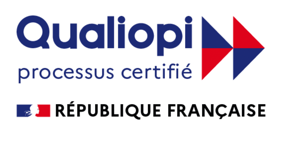 Qualiopi
processus certifié
RÉPUBLIQUE FRANÇAISE